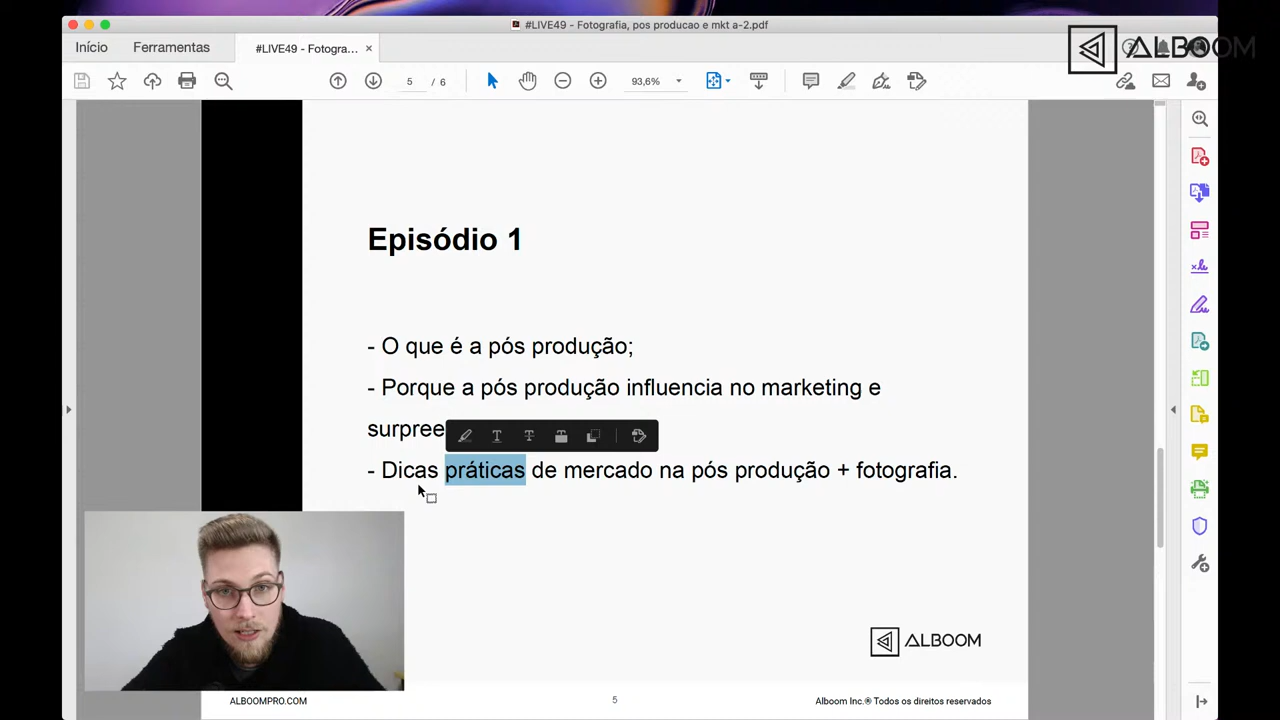 #LIVE49 - Fotografia, pos producao e mkt a-2.pdf
Início Ferramentas #LIVE49 - Fotogra... ×
ALBOOM
5 / 6 93,6%
Episódio 1
- O que é a pós produção;
- Porque a pós produção influencia no marketing e
surpree
- Dicas práticas de mercado na pós produção + fotografia.
ALBOOM
ALBOOMPRO.COM 5 Alboom Inc.® Todos os direitos reservados